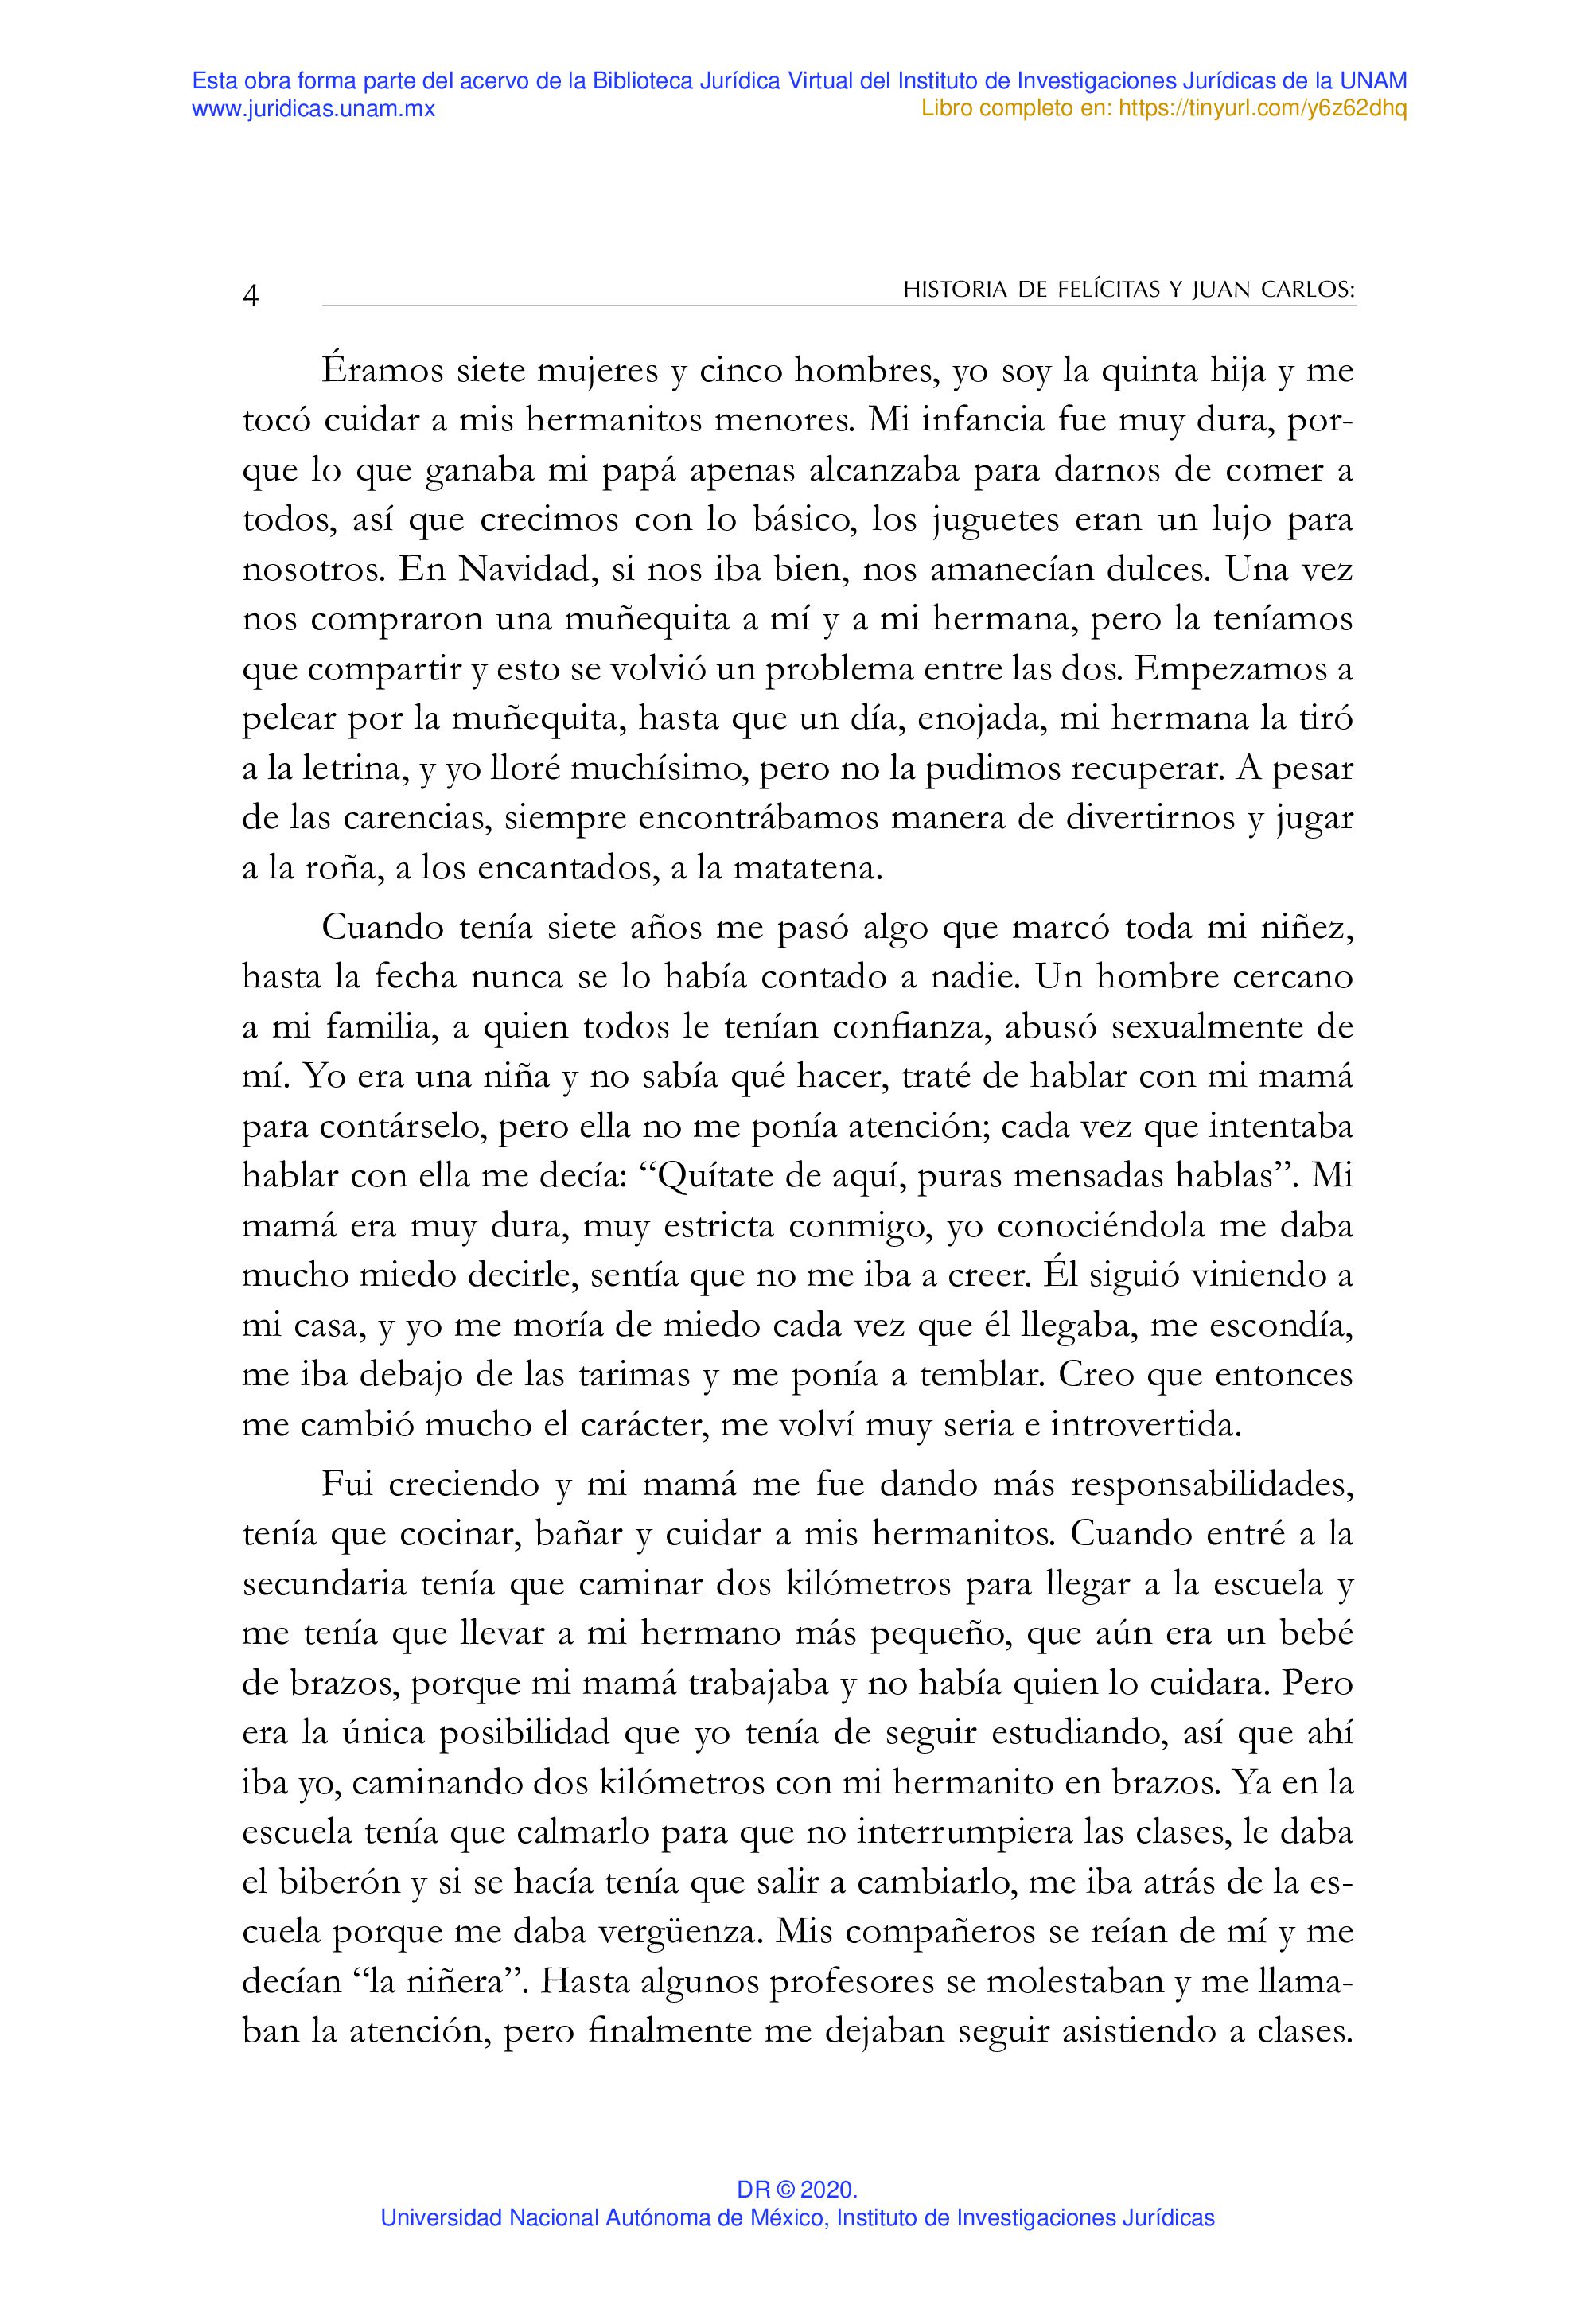 Esta obra forma parte del acervo de la Biblioteca Jurídica Virtual del Instituto de Investigaciones Jurídicas de la UNAM
www.juridicas.unam.mx
Libro completo en: https://tinyurl.com/y6z62dhq
4
HISTORIA DE FELÍCITAS Y JUAN CARLOS:
Éramos siete mujeres y cinco hombres, yo soy la quinta hija y me
tocó cuidar a mis hermanitos menores. Mi infancia fue muy dura, por-
que lo que ganaba mi papá apenas alcanzaba para darnos de comer a
todos, así que crecimos con lo básico, los juguetes eran un lujo para
nosotros. En Navidad, si nos iba bien, nos amanecían dulces. Una vez
nos compraron una muñequita a mí y a mi hermana, pero la teníamos
que compartir y esto se volvió un problema entre las dos. Empezamos a
pelear por la muñequita, hasta que un día, enojada, mi hermana la tiró
a la letrina, y yo lloré muchísimo, pero no la pudimos recuperar. A pesar
de las carencias, siempre encontrábamos manera de divertirnos y jugar
a la roña, a los encantados, a la matatena.
Cuando tenía siete años me pasó algo que marcó toda mi niñez,
hasta la fecha nunca se lo había contado a nadie. Un hombre cercano
a mi familia, a quien todos le tenían confianza, abusó sexualmente de
mí. Yo era una niña y no sabía qué hacer, traté de hablar con mi mamá
para contárselo, pero ella no me ponía atención; cada vez que intentaba
hablar con ella me decía: “Quítate de aquí, puras mensadas hablas”. Mi
mamá era muy dura, muy estricta conmigo, yo conociéndola me daba
mucho miedo decirle, sentía que no me iba a creer. Él siguió viniendo a
mi casa, y yo me moría de miedo cada vez que él llegaba, me escondía,
me iba debajo de las tarimas y me ponía a temblar. Creo que entonces
me cambió mucho el carácter, me volví muy seria e introvertida.
Fui creciendo y mi mamá me fue dando más responsabilidades,
tenía que cocinar, bañar y cuidar a mis hermanitos. Cuando entré a la
secundaria tenía que caminar dos kilómetros para llegar a la escuela y
me tenía que llevar a mi hermano más pequeño, que aún era un bebé
de brazos, porque mi mamá trabajaba y no había quien lo cuidara. Pero
era la única posibilidad que yo tenía de seguir estudiando, así que ahí
iba yo, caminando dos kilómetros con mi hermanito en brazos. Ya en la
escuela tenía que calmarlo para que no interrumpiera las clases, le daba
el biberón y si se hacía tenía que salir a cambiarlo, me iba atrás de la es-
cuela porque me daba vergüenza. Mis compañeros se reían de mí y me
decían “la niñera”. Hasta algunos profesores se molestaban y me llama-
ban la atención, pero finalmente me dejaban seguir asistiendo a clases.
DR © 2020.
Universidad Nacional Autónoma de México, Instituto de Investigaciones Jurídicas